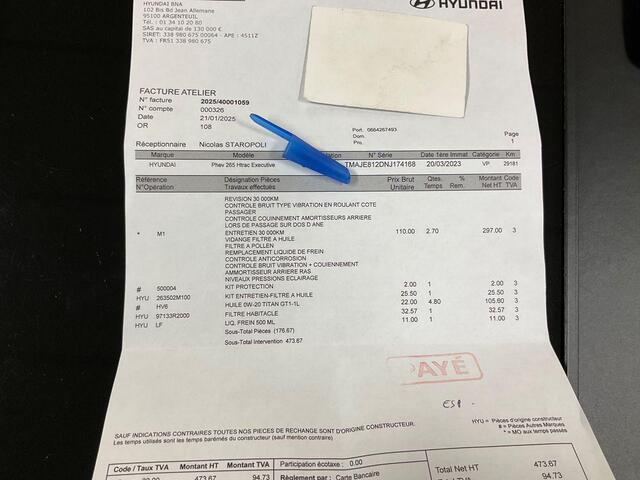 HYUNDAI BNA
102 Bis Bd Jean Allemane
95100 ARGENTEUIL
Tél. : 01 34 10 20 80
SAS au capital de 130 000 €
SIRET: 338 980 675 00064 - APE : 4511Z
TVA : FR51 338 980 675
HYUNDAI
FACTURE ATELIER
N° facture 2025/40001059
N° compte 000326
Date 21/01/2025
OR 108
Port. 0664267493
Dom.
Pro.
Page 1
Réceptionnaire Nicolas STAROPOLI
Marque Modèle N° Série Date 1ère Immat Catégorie Km
HYUNDAI Phev 265 Htrac Executive TMAJE812DNJ174168 20/03/2023 VP 29181
Référence N°Opération Désignation Pièces Travaux effectués Prix Brut Unitaire Qtes. Temps % Rem. Montant Net HT Code TVA
REVISION 30 000KM
CONTROLE BRUIT TYPE VIBRATION EN ROULANT COTE
PASSAGER
CONTROLE COUINEMENT AMORTISSEURS ARRIERE
LORS DE PASSAGE SUR DOS D ANE
* M1 ENTRETIEN 30 000KM 110.00 2.70 297.00 3
VIDANGE FILTRE A HUILE
FILTRE A POLLEN
REMPLACEMENT LIQUIDE DE FREIN
CONTROLE ANTICORROSION
CONTROLE BRUIT VIBRATION + COUIENNEMENT
AMMORTISSEUR ARRIERE RAS
NIVEAUX PRESSIONS ECLAIRAGE
# 500004 KIT PROTECTION 2.00 1 2.00 3
HYU 263502M100 KIT ENTRETIEN-FILTRE A HUILE 25.50 1 25.50 3
# HV6 HUILE 0W-20 TITAN GT1-1L 22.00 4.80 105.60 3
HYU 97133R2000 FILTRE HABITACLE 32.57 1 32.57 3
HYU LF LIQ. FREIN 500 ML 11.00 1 11.00 3
Sous-Total Pièces (176.67)
Sous-Total Intervention 473.67
PAYÉ
HYU = Pièces d'origine constructeur
# = Pièces Autres Marques
* = MO aux temps passés
SAUF INDICATIONS CONTRAIRES TOUTES NOS PIECES DE RECHANGE SONT D'ORIGINE CONSTRUCTEUR.
Les temps utilisés sont les temps barémés du constructeur (sauf mention contraire)
Code / Taux TVA Montant HT Montant TVA Participation écotaxe : 0.00 Total Net HT 473.67
473.67 94.73 Règlement par : Carte Bancaire 94.73